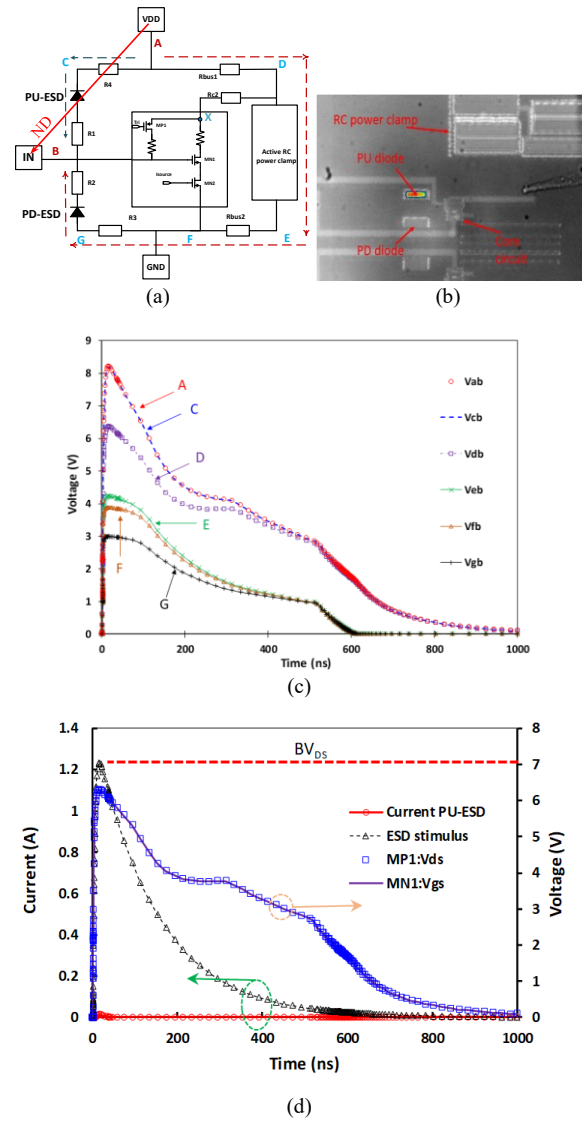 VDD
A
C
D
R4
Rbus1
PU-ESD
Rc2
X
Tri
MP1
ND
R1
IN
B
MN1
Active RC
power clamp
R2
Isource
MN2
PD-ESD
R3
Rbus2
G
F
E
GND
(a)
RC power clamp
PU diode
PD diode
circuit
(b)
9
8
7
6
5
4
3
2
1
0
Voltage (V)
A
C
D
E
F
G
Vab
Vcb
Vdb
Veb
Vfb
Vgb
0 200 400 600 800 1000
Time (ns)
(c)
1.4
1.2
1
0.8
0.6
0.4
0.2
0
Current (A)
BVDS
Current PU-ESD
ESD stimulus
MP1:Vds
MN1:Vgs
8
7
6
5
4
3
2
1
0
Voltage (V)
0 200 400 600 800 1000
Time (ns)
(d)